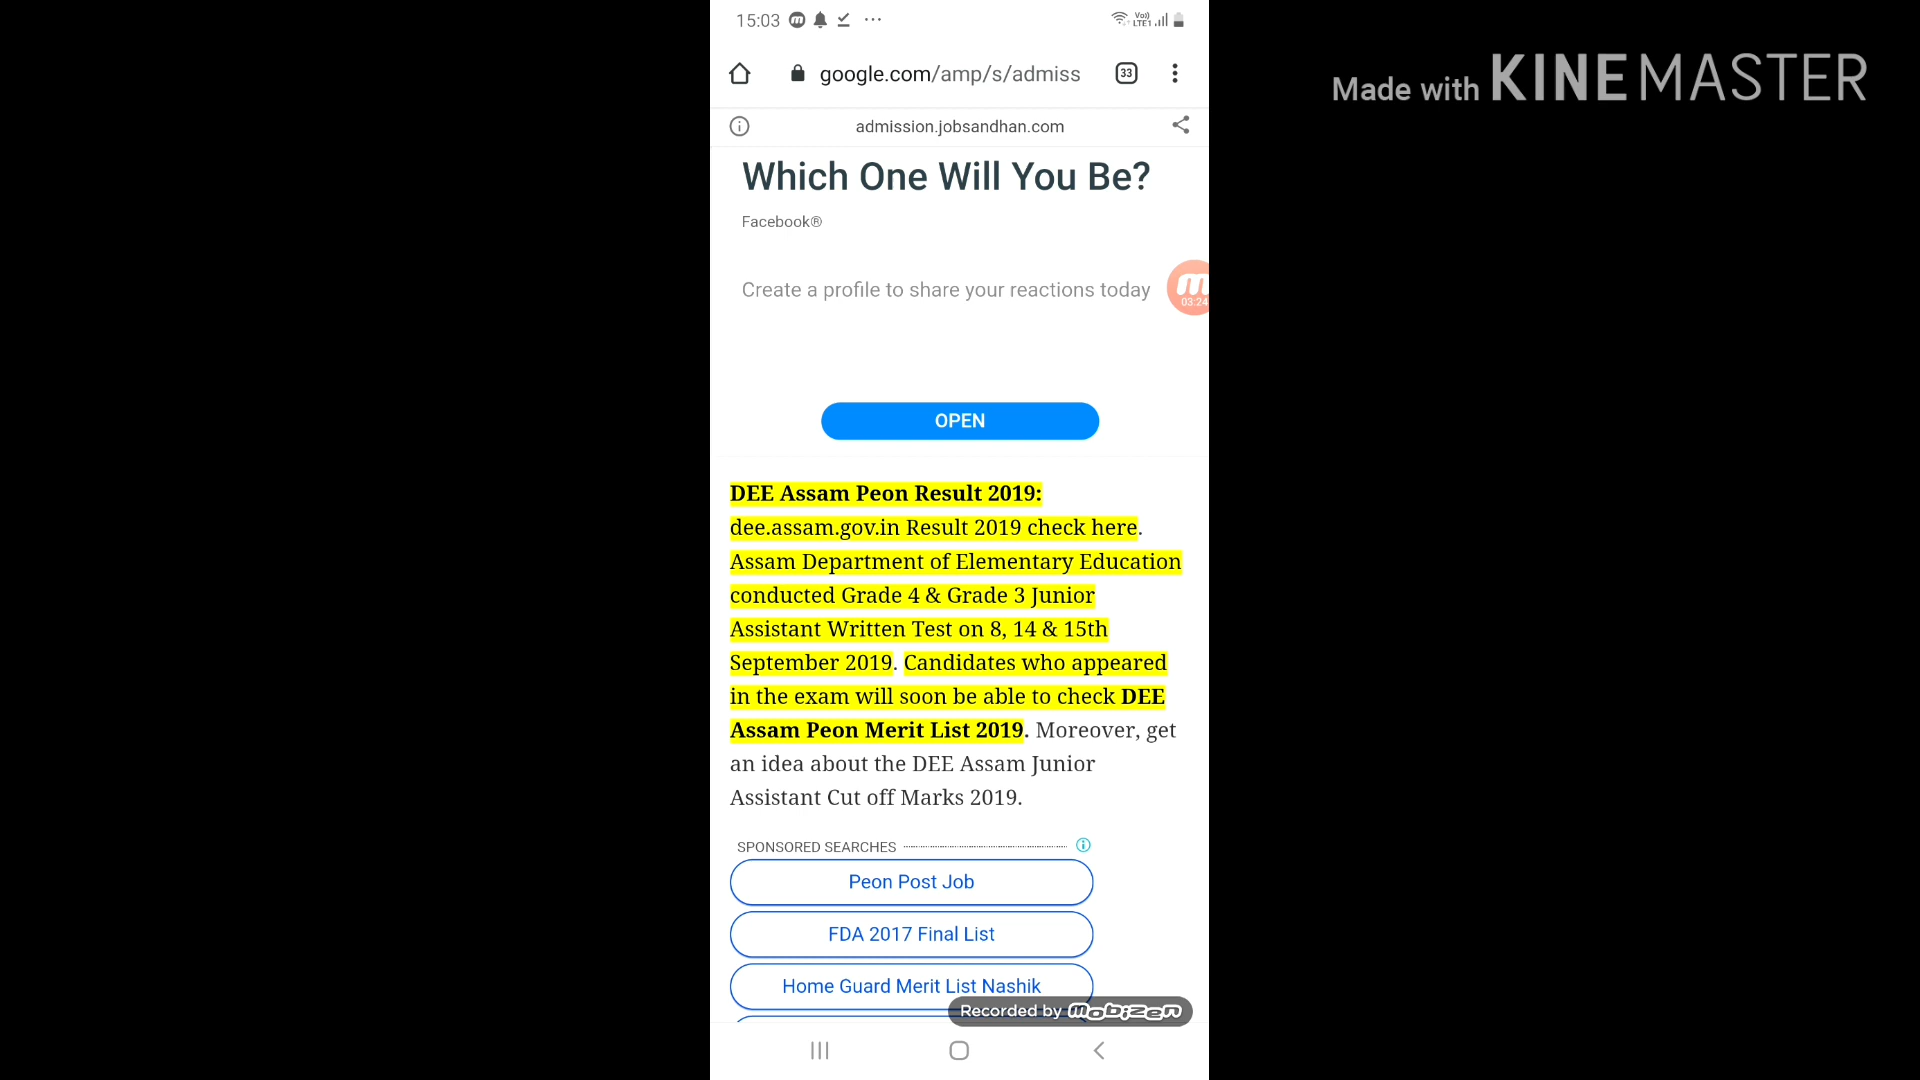 15:03
Vo)) LTE1
Made with KINEMASTER
google.com/amp/s/admiss
33
admission.jobsandhan.com
Which One Will You Be?
Facebook®
Create a profile to share your reactions today
03:24
OPEN
DEE Assam Peon Result 2019:
dee.assam.gov.in Result 2019 check here.
Assam Department of Elementary Education
conducted Grade 4 & Grade 3 Junior
Assistant Written Test on 8, 14 & 15th
September 2019. Candidates who appeared
in the exam will soon be able to check DEE
Assam Peon Merit List 2019. Moreover, get
an idea about the DEE Assam Junior
Assistant Cut off Marks 2019.
SPONSORED SEARCHES
Peon Post Job
FDA 2017 Final List
Home Guard Merit List Nashik
Recorded by mobizen